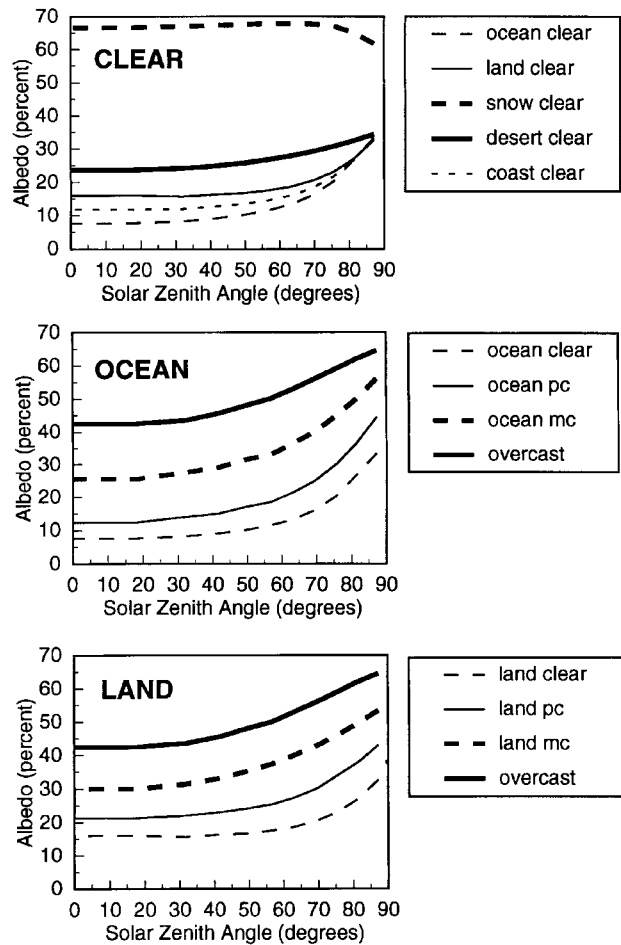 70
60
50
40
30
20
10
0
Albedo (percent)
CLEAR
0 10 20 30 40 50 60 70 80 90
Solar Zenith Angle (degrees)
ocean clear
land clear
snow clear
desert clear
coast clear
70
60
50
40
30
20
10
0
Albedo (percent)
OCEAN
0 10 20 30 40 50 60 70 80 90
Solar Zenith Angle (degrees)
ocean clear
ocean pc
ocean mc
overcast
70
60
50
40
30
20
10
0
Albedo (percent)
LAND
0 10 20 30 40 50 60 70 80 90
Solar Zenith Angle (degrees)
land clear
land pc
land mc
overcast